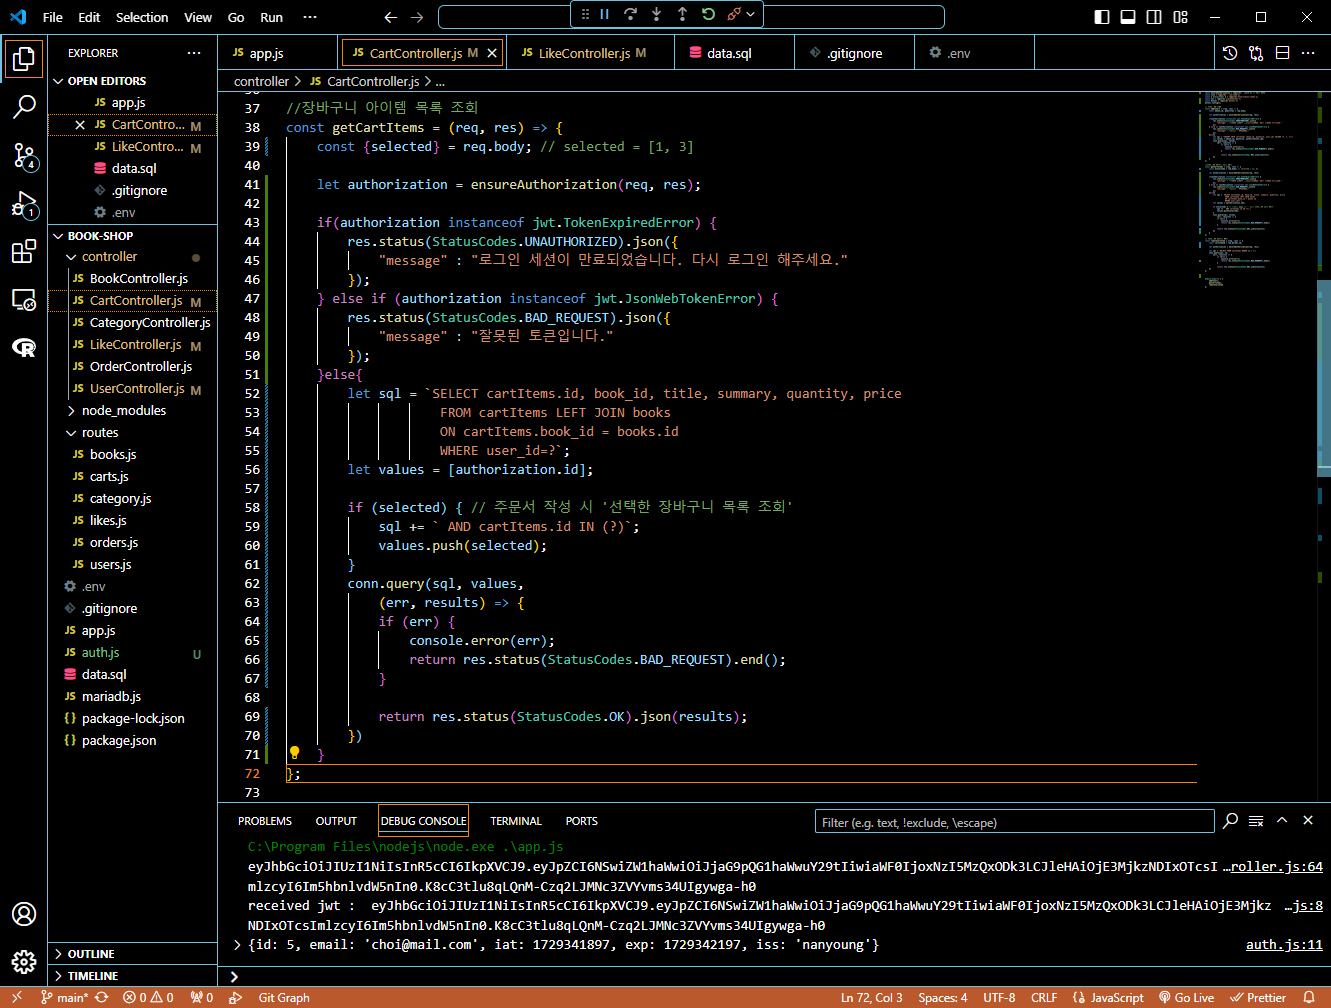 File Edit Selection View Go Run ···
EXPLORER
OPEN EDITORS
JS app.js
JS CartContro... M
JS LikeContro... M
data.sql
.gitignore
.env
BOOK-SHOP
controller
JS BookController.js
JS CartController.js M
JS CategoryController.js
JS LikeController.js M
JS OrderController.js
JS UserController.js M
node_modules
routes
JS books.js
JS carts.js
JS category.js
JS likes.js
JS orders.js
JS users.js
.env
.gitignore
JS app.js
JS auth.js U
data.sql
JS mariadb.js
{} package-lock.json
{} package.json
OUTLINE
TIMELINE
4
1
JS app.js JS CartController.js M JS LikeController.js M data.sql .gitignore .env
controller > JS CartController.js > ...
37 //장바구니 아이템 목록 조회
38 const getCartItems = (req, res) => {
39 const {selected} = req.body; // selected = [1, 3]
40
41 let authorization = ensureAuthorization(req, res);
42
43 if(authorization instanceof jwt.TokenExpiredError) {
44 res.status(StatusCodes.UNAUTHORIZED).json({
45 "message" : "로그인 세션이 만료되었습니다. 다시 로그인 해주세요."
46 });
47 } else if (authorization instanceof jwt.JsonWebTokenError) {
48 res.status(StatusCodes.BAD_REQUEST).json({
49 "message" : "잘못된 토큰입니다."
50 });
51 }else{
52 let sql = `SELECT cartItems.id, book_id, title, summary, quantity, price
53 FROM cartItems LEFT JOIN books
54 ON cartItems.book_id = books.id
55 WHERE user_id=?`;
56 let values = [authorization.id];
57
58 if (selected) { // 주문서 작성 시 '선택한 장바구니 목록 조회'
59 sql += ` AND cartItems.id IN (?)`;
60 values.push(selected);
61 }
62 conn.query(sql, values,
63 (err, results) => {
64 if (err) {
65 console.error(err);
66 return res.status(StatusCodes.BAD_REQUEST).end();
67 }
68
69 return res.status(StatusCodes.OK).json(results);
70 })
71 }
72 };
73
PROBLEMS OUTPUT DEBUG CONSOLE TERMINAL PORTS Filter (e.g. text, !exclude, \escape)
C:\Program Files\nodejs\node.exe .\app.js
eyJhbGciOiJIUzI1NiIsInR5cCI6IkpXVCJ9.eyJpZCI6NSwiZW1haWwiOiJjaG9pQG1haWwuY29tIiwiaWF0IjoxNzI5MzQxODk3LCJleHAiOjE3MjkzNDIxOTcsI …roller.js:64
mlzcyI6Im5hbnlvdW5nIn0.K8cC3tlu8qLQnM-Czq2LJMNc3ZVYvms34UIgywga-h0
received jwt : eyJhbGciOiJIUzI1NiIsInR5cCI6IkpXVCJ9.eyJpZCI6NSwiZW1haWwiOiJjaG9pQG1haWwuY29tIiwiaWF0IjoxNzI5MzQxODk3LCJleHAiOjE3Mjkz …js:8
NDIxOTcsImlzcyI6Im5hbnlvdW5nIn0.K8cC3tlu8qLQnM-Czq2LJMNc3ZVYvms34UIgywga-h0
{id: 5, email: 'choi@mail.com', iat: 1729341897, exp: 1729342197, iss: 'nanyoung'} auth.js:11
main* 0 0 0 Git Graph Ln 72, Col 3 Spaces: 4 UTF-8 CRLF {} JavaScript Go Live Prettier